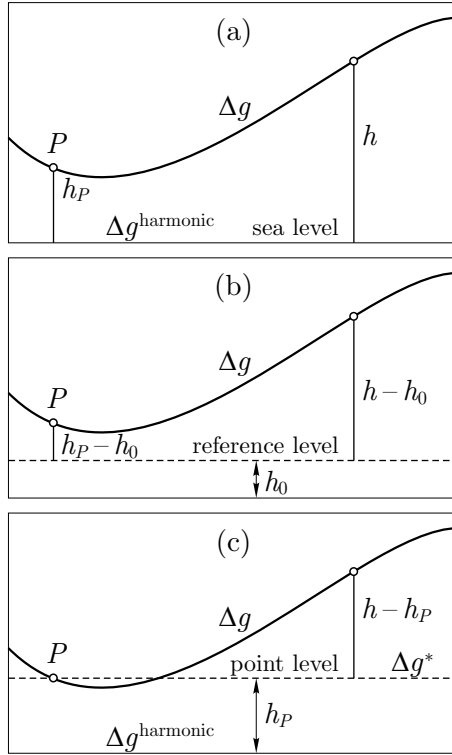 (a)
Δg
P
h
h_P
Δg^harmonic
sea level
(b)
Δg
P
h − h_0
h_P − h_0
reference level
h_0
(c)
Δg
h − h_P
P
point level
Δg*
h_P
Δg^harmonic